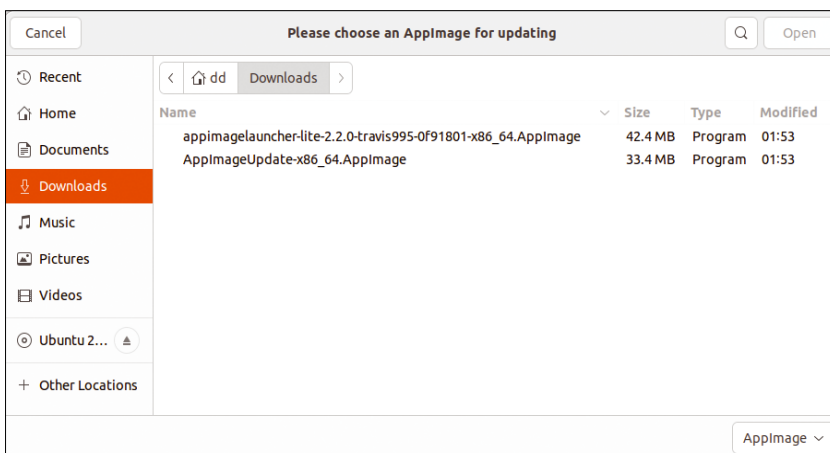 Cancel
Please choose an AppImage for updating
Open
Recent
Home
Documents
Downloads
Music
Pictures
Videos
Ubuntu 2...
Other Locations
dd
Downloads
Name Size Type Modified
appimagelauncher-lite-2.2.0-travis995-0f91801-x86_64.AppImage 42.4 MB Program 01:53
AppImageUpdate-x86_64.AppImage 33.4 MB Program 01:53
AppImage